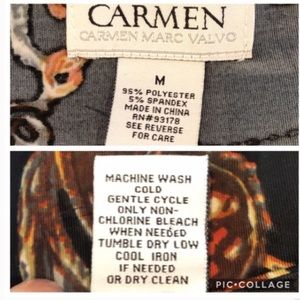 CARMEN
CARMEN MARC VALVO
M
95% POLYESTER
5% SPANDEX
MADE IN CHINA
RN#93178
SEE REVERSE
FOR CARE
MACHINE WASH
COLD
GENTLE CYCLE
ONLY NON-
CHLORINE BLEACH
WHEN NEEDED
TUMBLE DRY LOW
COOL IRON
IF NEEDED
OR DRY CLEAN
PIC•COLLAGE